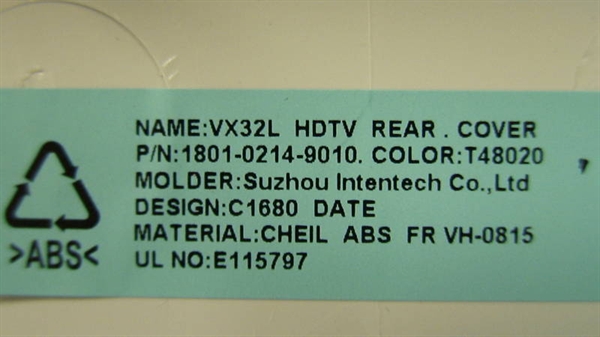 NAME:VX32L HDTV REAR . COVER
P/N:1801-0214-9010. COLOR:T48020
MOLDER:Suzhou Intentech Co.,Ltd
DESIGN:C1680 DATE
MATERIAL:CHEIL ABS FR VH-0815
UL NO:E115797
>ABS<